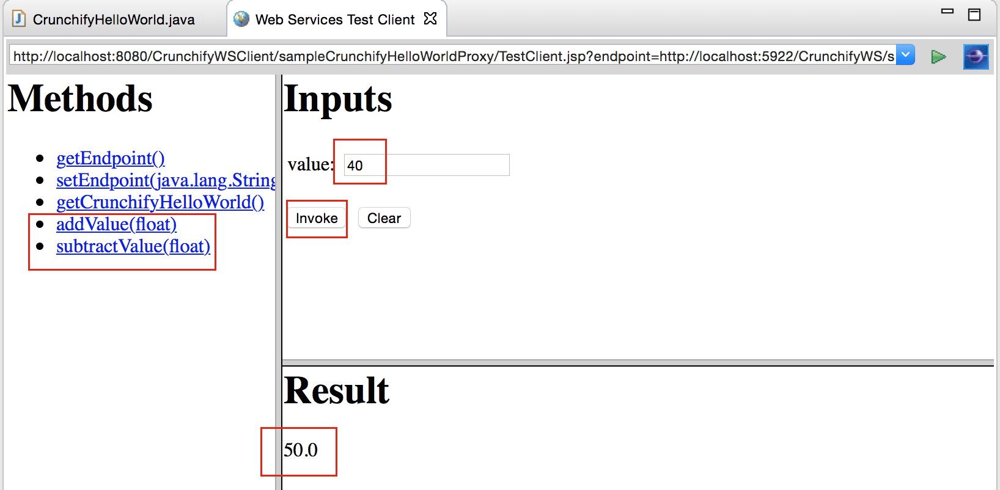 CrunchifyHelloWorld.java
Web Services Test Client
http://localhost:8080/CrunchifyWSClient/sampleCrunchifyHelloWorldProxy/TestClient.jsp?endpoint=http://localhost:5922/CrunchifyWS/s
Methods
getEndpoint()
setEndpoint(java.lang.String
getCrunchifyHelloWorld()
addValue(float)
subtractValue(float)
Inputs
value: 40
Invoke Clear
Result
50.0